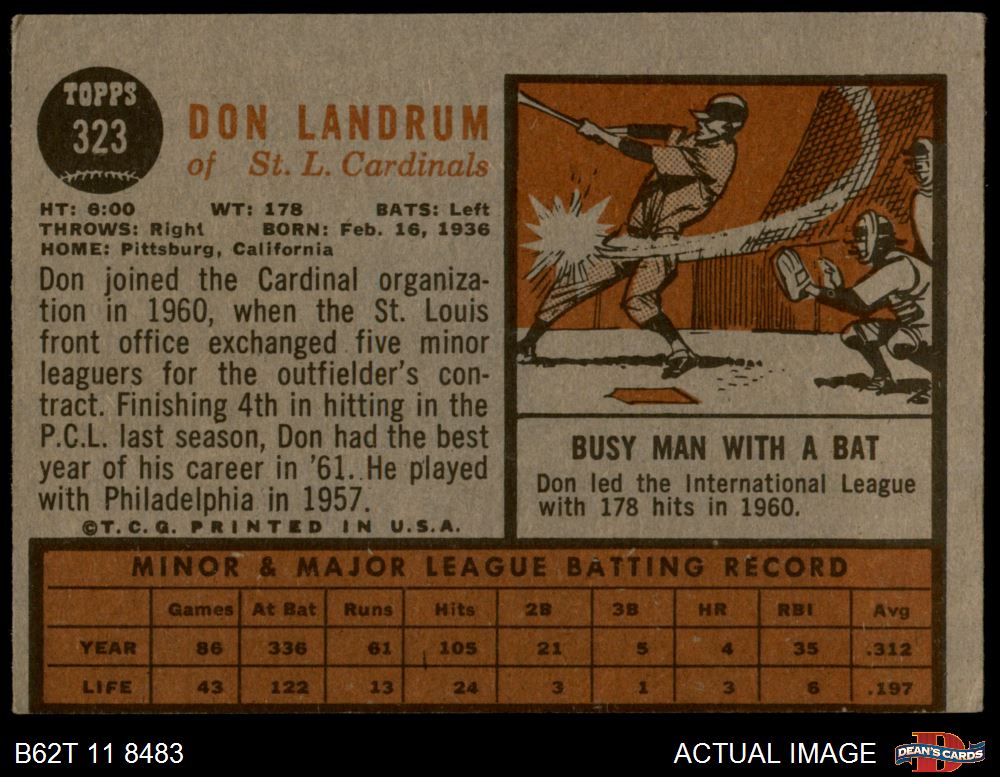 TOPPS
323
DON LANDRUM
of St. L. Cardinals
HT: 6:00 WT: 178 BATS: Left
THROWS: Right BORN: Feb. 16, 1936
HOME: Pittsburg, California
Don joined the Cardinal organiza-
tion in 1960, when the St. Louis
front office exchanged five minor
leaguers for the outfielder's con-
tract. Finishing 4th in hitting in the
P.C.L. last season, Don had the best
year of his career in '61. He played
with Philadelphia in 1957.
©T.C.G. PRINTED IN U.S.A.
BUSY MAN WITH A BAT
Don led the International League
with 178 hits in 1960.
MINOR & MAJOR LEAGUE BATTING RECORD
Games At Bat Runs Hits 2B 3B HR RBI Avg
YEAR 86 336 61 105 21 5 4 35 .312
LIFE 43 122 13 24 3 1 3 6 .197
B62T 11 8483
ACTUAL IMAGE
D
DEAN'S CARDS